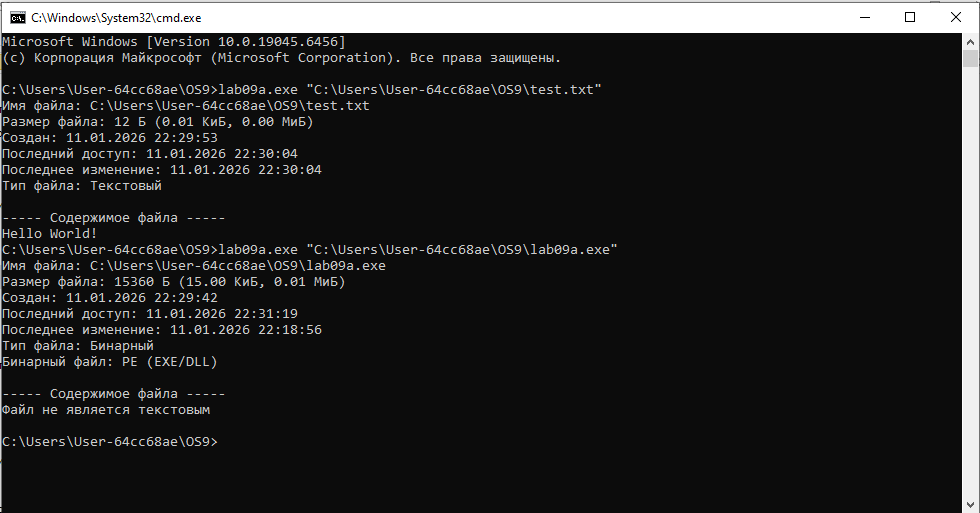 C:\Windows\System32\cmd.exe
Microsoft Windows [Version 10.0.19045.6456]
(c) Корпорация Майкрософт (Microsoft Corporation). Все права защищены.
C:\Users\User-64cc68ae\OS9>lab09a.exe "C:\Users\User-64cc68ae\OS9\test.txt"
Имя файла: C:\Users\User-64cc68ae\OS9\test.txt
Размер файла: 12 Б (0.01 КиБ, 0.00 МиБ)
Создан: 11.01.2026 22:29:53
Последний доступ: 11.01.2026 22:30:04
Последнее изменение: 11.01.2026 22:30:04
Тип файла: Текстовый
----- Содержимое файла -----
Hello World!
C:\Users\User-64cc68ae\OS9>lab09a.exe "C:\Users\User-64cc68ae\OS9\lab09a.exe"
Имя файла: C:\Users\User-64cc68ae\OS9\lab09a.exe
Размер файла: 15360 Б (15.00 КиБ, 0.01 МиБ)
Создан: 11.01.2026 22:29:42
Последний доступ: 11.01.2026 22:31:19
Последнее изменение: 11.01.2026 22:18:56
Тип файла: Бинарный
Бинарный файл: PE (EXE/DLL)
----- Содержимое файла -----
Файл не является текстовым
C:\Users\User-64cc68ae\OS9>